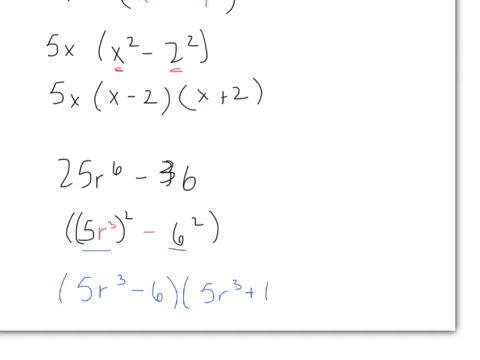 5x (x² - 2²)
5x (x - 2)(x + 2)
25r⁶ - 36
((5r³)² - 6²)
(5r³ - 6)(5r³ + 1